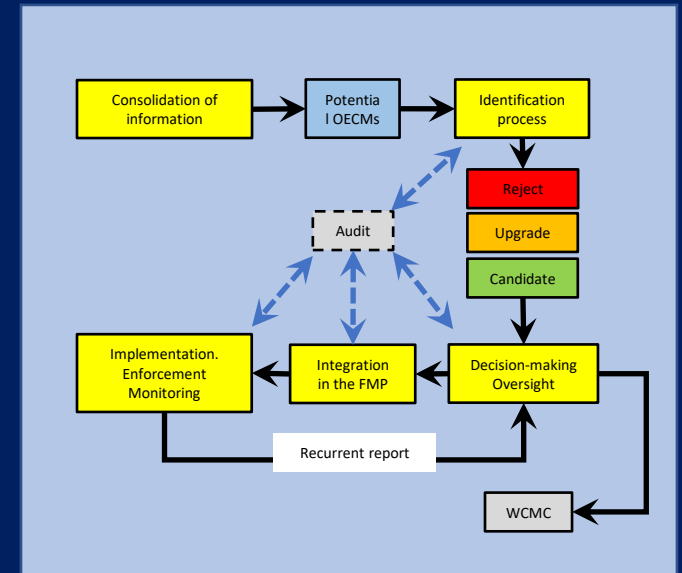 Consolidation of
information
Potentia
l OECMs
Identification
process
Reject
Upgrade
Candidate
Audit
Implementation.
Enforcement
Monitoring
Integration
in the FMP
Decision-making
Oversight
Recurrent report
WCMC